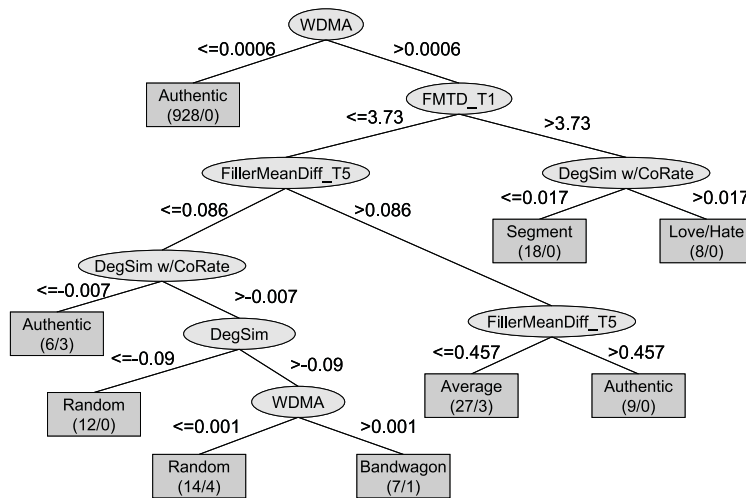 WDMA
<=0.0006
>0.0006
Authentic
(928/0)
FMTD_T1
<=3.73
>3.73
FillerMeanDiff_T5
DegSim w/CoRate
<=0.086
>0.086
<=0.017
>0.017
Segment
(18/0)
Love/Hate
(8/0)
DegSim w/CoRate
<=-0.007
>-0.007
Authentic
(6/3)
DegSim
FillerMeanDiff_T5
<=-0.09
>-0.09
<=0.457
>0.457
Random
(12/0)
WDMA
Average
(27/3)
Authentic
(9/0)
<=0.001
>0.001
Random
(14/4)
Bandwagon
(7/1)